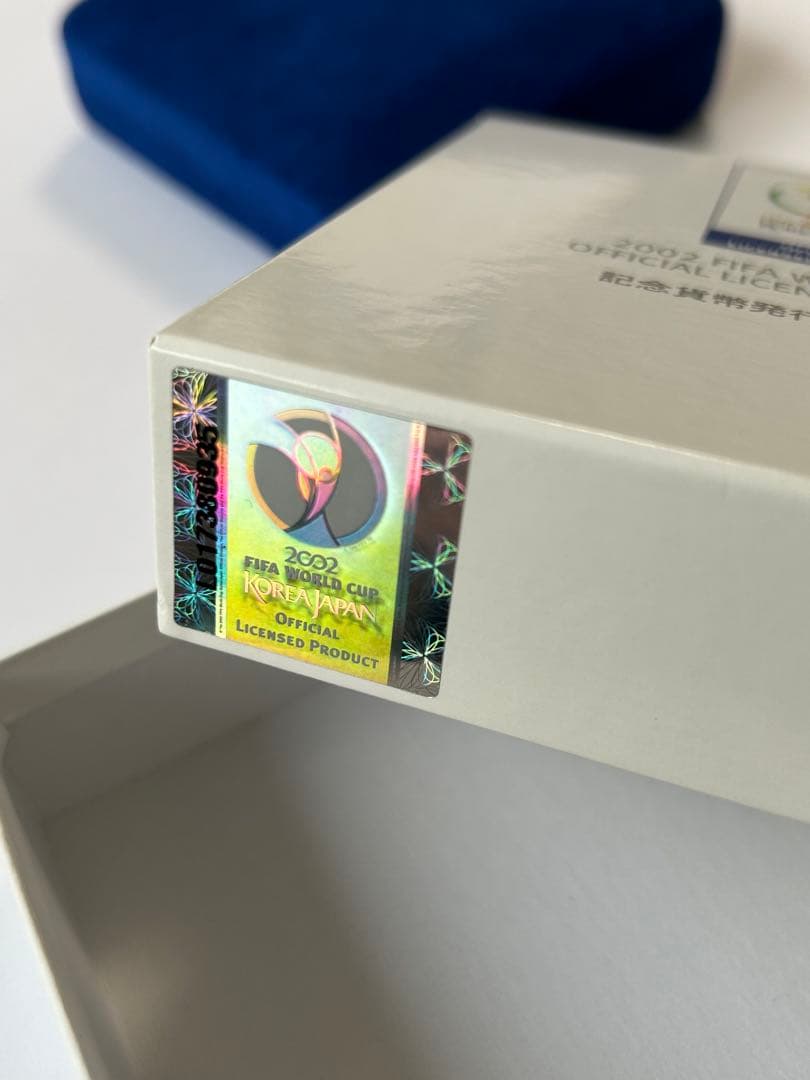 2002 FIFA W
OFFICIAL LICEN
記念貨幣発行
L017380935
2002
FIFA WORLD CUP
KOREA JAPAN
OFFICIAL
LICENSED PRODUCT